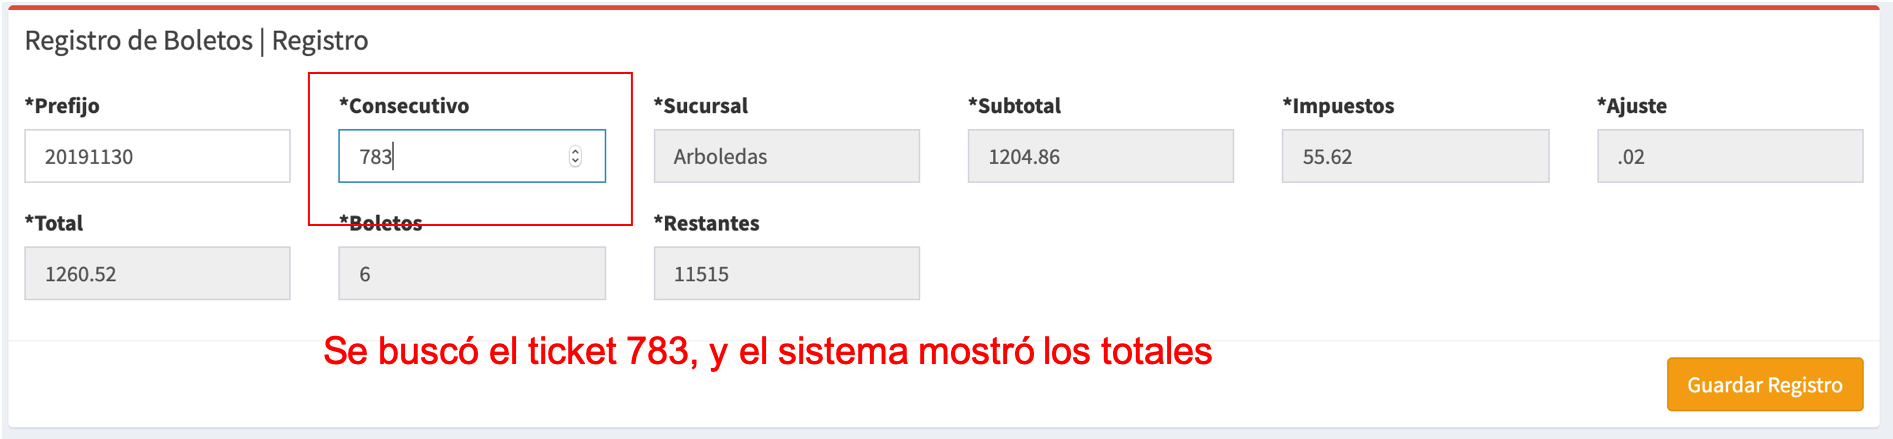 Registro de Boletos | Registro
*Prefijo *Consecutivo *Sucursal *Subtotal *Impuestos *Ajuste
20191130 783 Arboledas 1204.86 55.62 .02
*Total *Boletos *Restantes
1260.52 6 11515
Se buscó el ticket 783, y el sistema mostró los totales
Guardar Registro